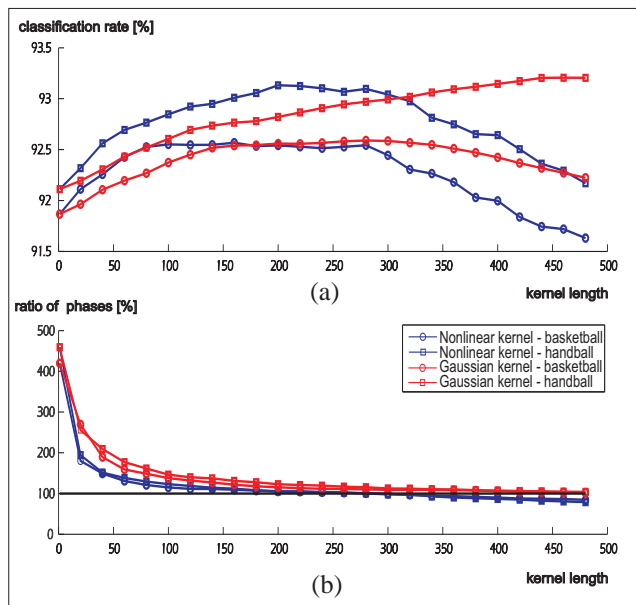 classification rate [%]
93.5
93
92.5
92
91.5
0 50 100 150 200 250 300 350 400 450 500
(a)
kernel length
ratio of phases [%]
500
400
300
200
100
0
Nonlinear kernel - basketball
Nonlinear kernel - handball
Gaussian kernel - basketball
Gaussian kernel - handball
0 50 100 150 200 250 300 350 400 450 500
(b)
kernel length